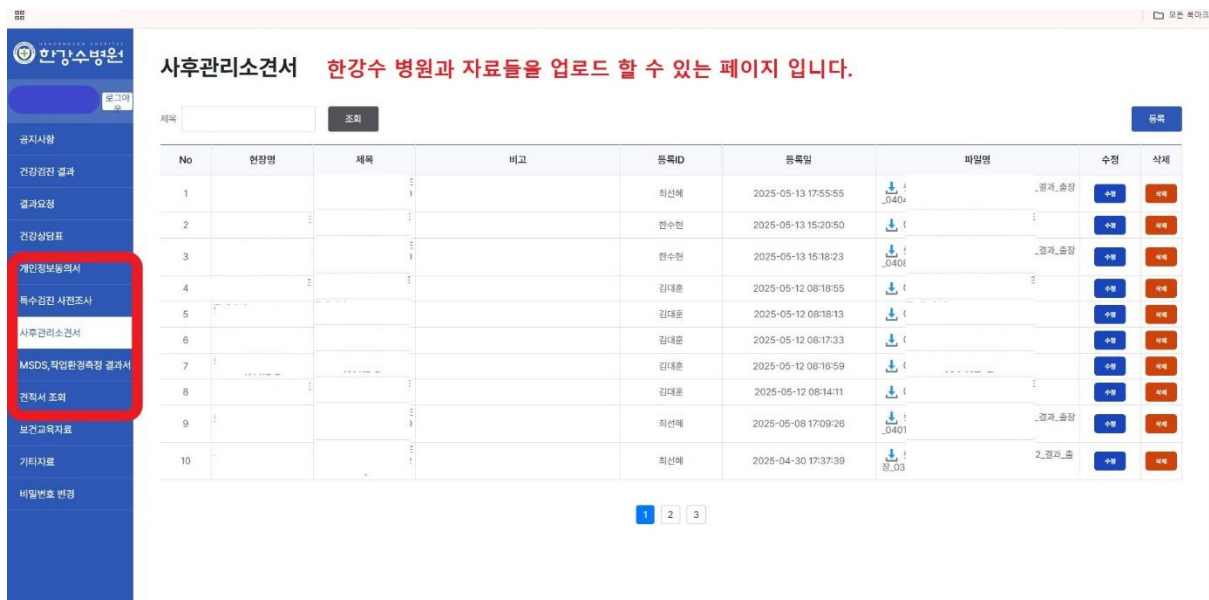 모든 북마크
한강수병원
로그아웃
공지사항
건강검진 결과
결과요청
건강상담표
개인정보동의서
특수검진 사전조사
사후관리소견서
MSDS,작업환경측정 결과서
견적서 조회
보건교육자료
기타자료
비밀번호 변경
사후관리소견서 한강수 병원과 자료들을 업로드 할 수 있는 페이지 입니다.
제목 조회 등록
No 현장명 제목 비고 등록ID 등록일 파일명 수정 삭제
1 최선혜 2025-05-13 17:55:55 _결과_출장 수정 삭제
_0404
2 한수현 2025-05-13 15:20:50 수정 삭제
3 한수현 2025-05-13 15:18:23 _결과_출장 수정 삭제
_0408
4 김대훈 2025-05-12 08:18:55 수정 삭제
5 김대훈 2025-05-12 08:18:13 수정 삭제
6 김대훈 2025-05-12 08:17:33 수정 삭제
7 김대훈 2025-05-12 08:16:59 수정 삭제
8 김대훈 2025-05-12 08:14:11 수정 삭제
9 최선혜 2025-05-08 17:09:26 _결과_출장 수정 삭제
_0401
10 최선혜 2025-04-30 17:37:39 2_결과_출 수정 삭제
장_03
1 2 3